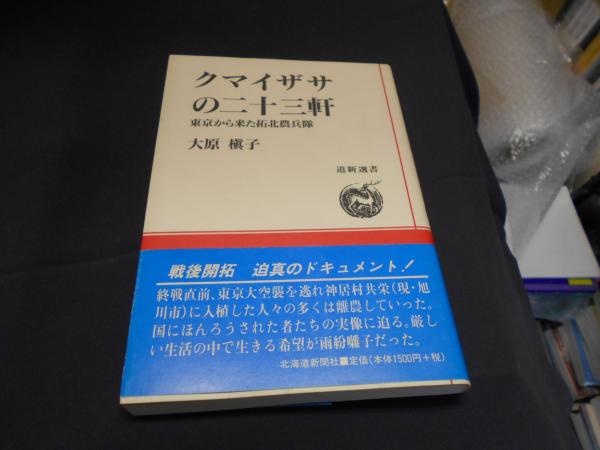 クマイザサ
の二十三軒
東京から来た拓北農兵隊
大原 槇子
道新選書
戦後開拓 迫真のドキュメント!
終戦直前、東京大空襲を逃れ神居村共栄(現・旭
川市)に入植した人々の多くは離農していった。
国にほんろうされた者たちの実像に迫る。厳し
い生活の中で生きる希望が雨紛囃子だった。
北海道新聞社■定価(本体1500円+税)